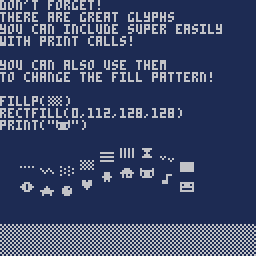 DON'T FORGET!
THERE ARE GREAT GLYPHS
YOU CAN INCLUDE SUPER EASILY
WITH PRINT CALLS!
YOU CAN ALSO USE THEM
TO CHANGE THE FILL PATTERN!
FILLP(▒)
RECTFILL(0,112,128,128)
PRINT("🐱")